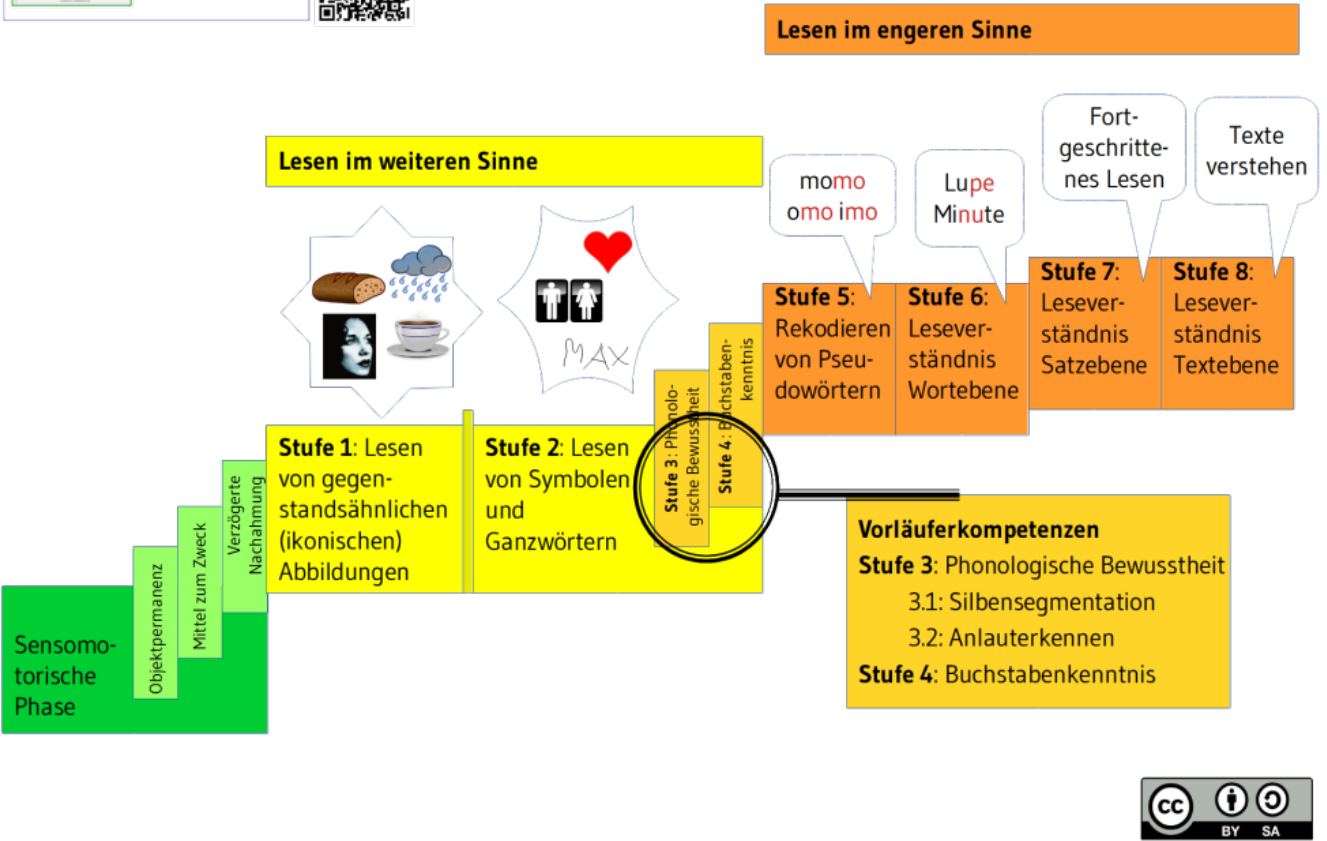 Lesen im engeren Sinne
Lesen im weiteren Sinne
MAX
momo
omo imo
Lupe
Minute
Fort-
geschritte-
nes Lesen
Texte
verstehen
Sensomo-
torische
Phase
Objektpermanenz
Mittel zum Zweck
Verzögerte
Nachahmung
Stufe 1: Lesen
von gegen-
standsähnlichen
(ikonischen)
Abbildungen
Stufe 2: Lesen
von Symbolen
und
Ganzwörtern
Stufe 3: Phonolo-
gische Bewusstheit
Stufe 4: Buchstaben-
kenntnis
Stufe 5:
Rekodieren
von Pseu-
dowörtern
Stufe 6:
Lesever-
ständnis
Wortebene
Stufe 7:
Lesever-
ständnis
Satzebene
Stufe 8:
Lesever-
ständnis
Textebene
Vorläuferkompetenzen
Stufe 3: Phonologische Bewusstheit
3.1: Silbensegmentation
3.2: Anlauterkennen
Stufe 4: Buchstabenkenntnis
cc
BY SA